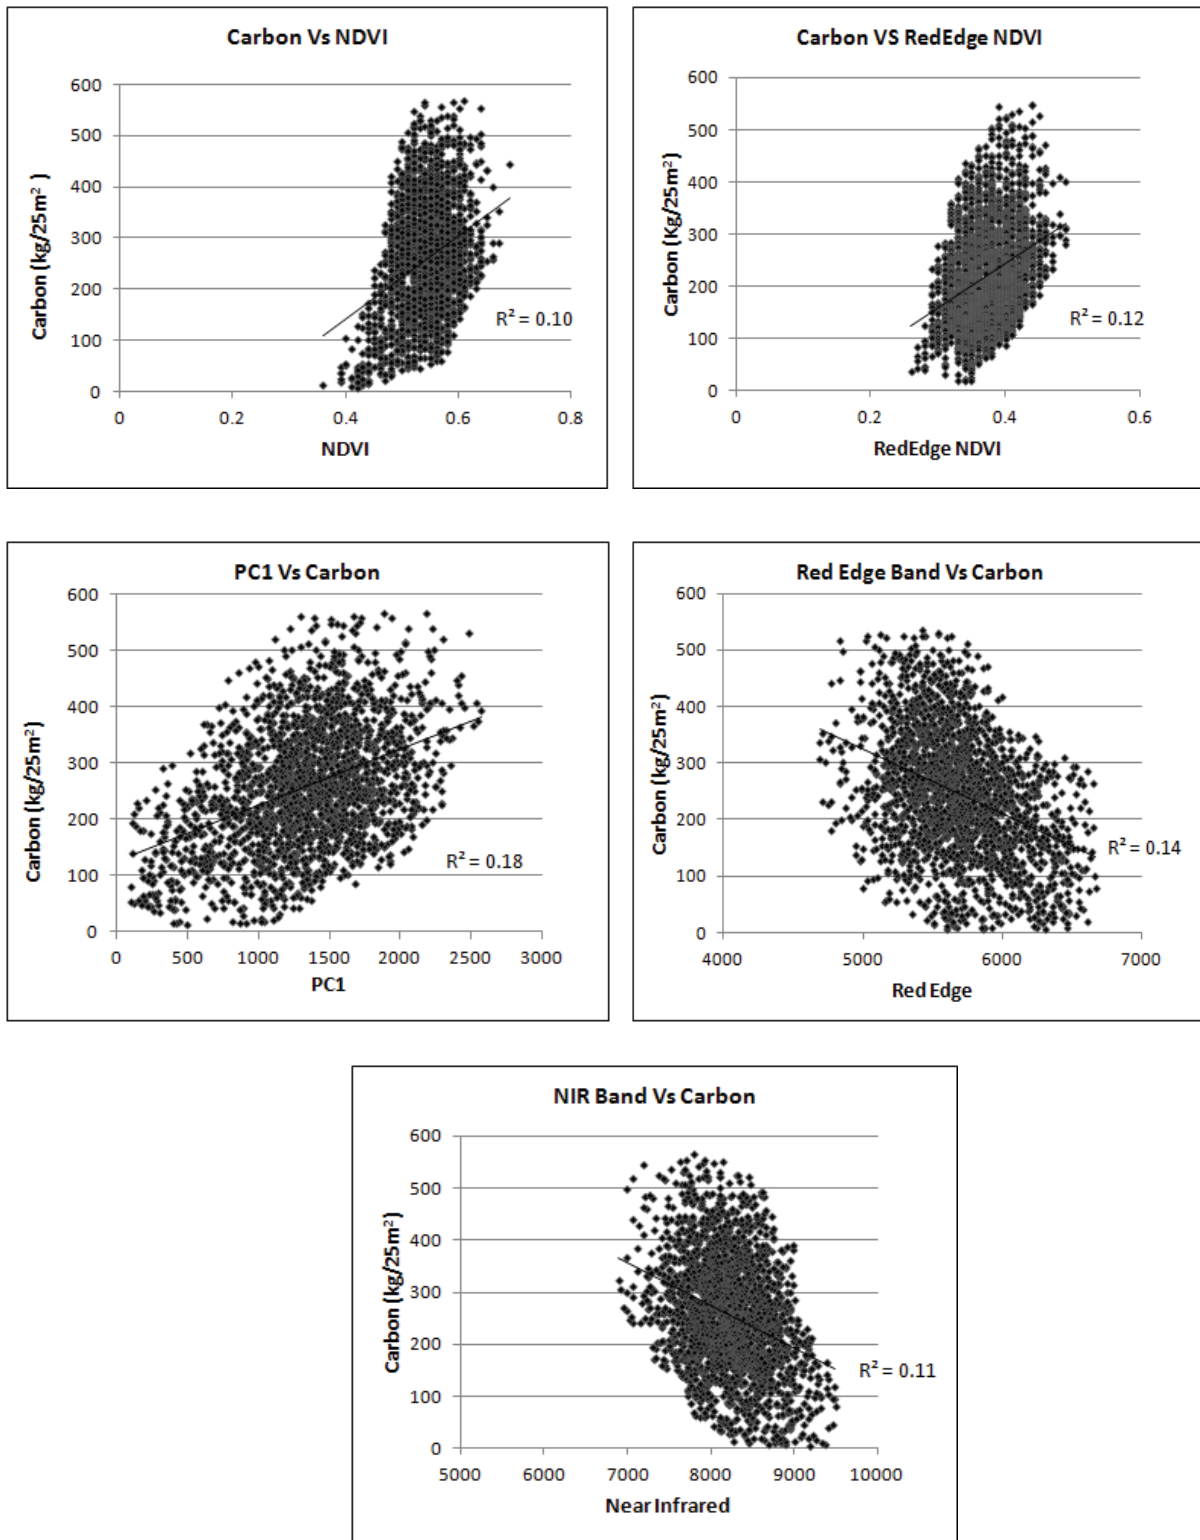 Carbon Vs NDVI
600
500
400
300
200
100
0
0 0.2 0.4 0.6 0.8
Carbon (kg/25m²)
NDVI
R² = 0.10
Carbon VS RedEdge NDVI
600
500
400
300
200
100
0
0 0.2 0.4 0.6
Carbon (Kg/25m²)
RedEdge NDVI
R² = 0.12
PC1 Vs Carbon
600
500
400
300
200
100
0
0 500 1000 1500 2000 2500 3000
Carbon (kg/25m²)
PC1
R² = 0.18
Red Edge Band Vs Carbon
600
500
400
300
200
100
0
4000 5000 6000 7000
Carbon (kg/25m²)
Red Edge
R² = 0.14
NIR Band Vs Carbon
600
500
400
300
200
100
0
5000 6000 7000 8000 9000 10000
Carbon (kg/25m²)
Near Infrared
R² = 0.11